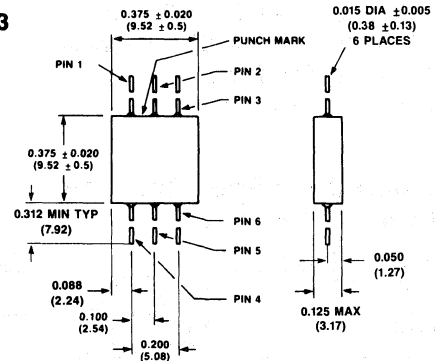 3
0.375 ± 0.020
(9.52 ± 0.5)
0.015 DIA ±0.005
(0.38 ±0.13)
6 PLACES
PUNCH MARK
PIN 1
PIN 2
PIN 3
0.375 ± 0.020
(9.52 ± 0.5)
0.312 MIN TYP
(7.92)
PIN 6
PIN 5
PIN 4
0.088
(2.24)
0.100
(2.54)
0.200
(5.08)
0.050
(1.27)
0.125 MAX
(3.17)